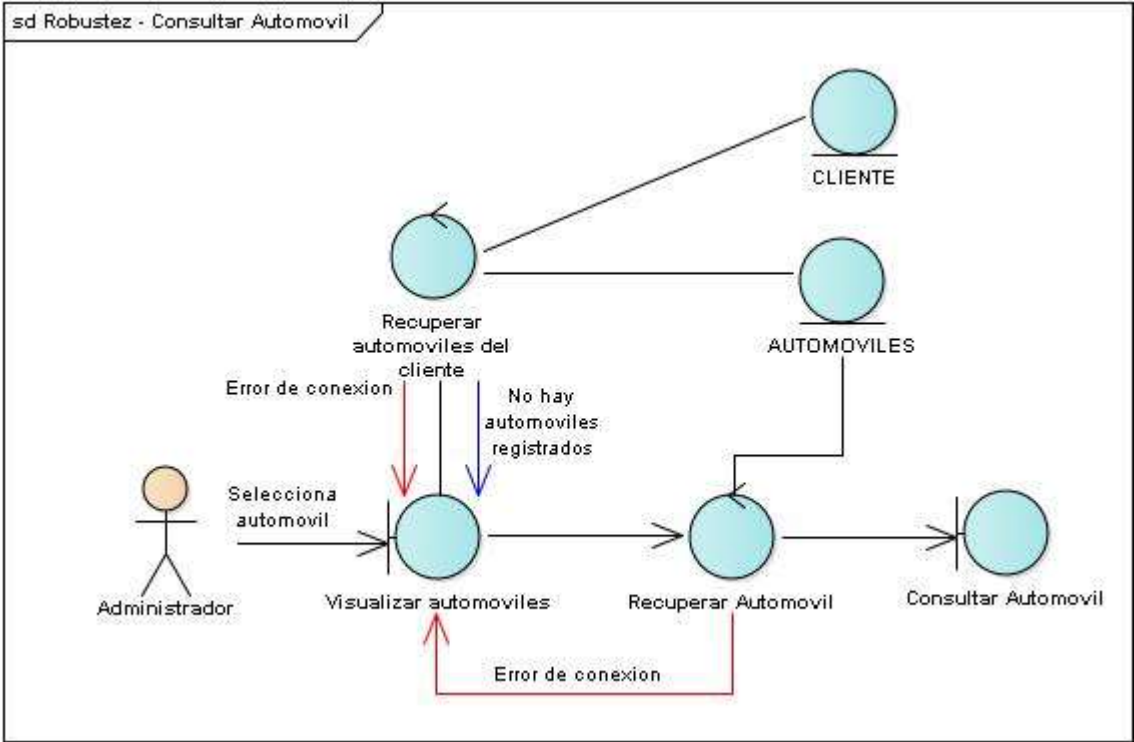 sd Robustez - Consultar Automovil
CLIENTE
Recuperar
automoviles del
cliente
AUTOMOVILES
Error de conexion
No hay
automoviles
registrados
Selecciona
automovil
Administrador
Visualizar automoviles
Recuperar Automovil
Consultar Automovil
Error de conexion